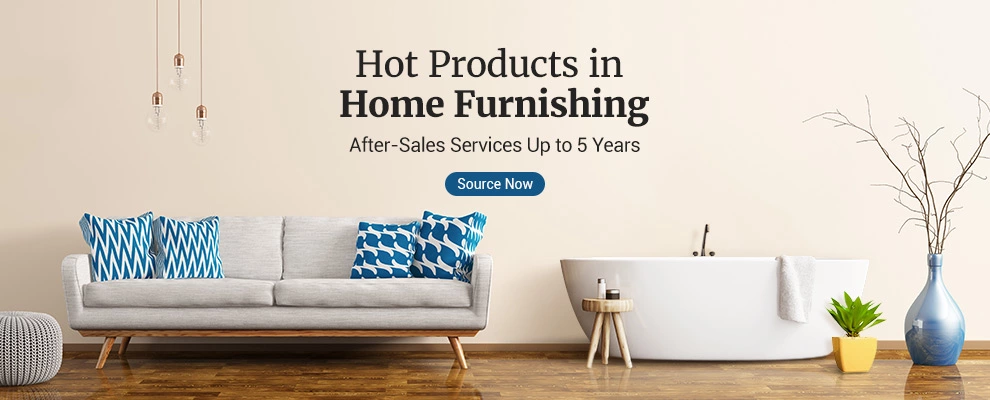 Hot Products in
Home Furnishing
After-Sales Services Up to 5 Years
Source Now